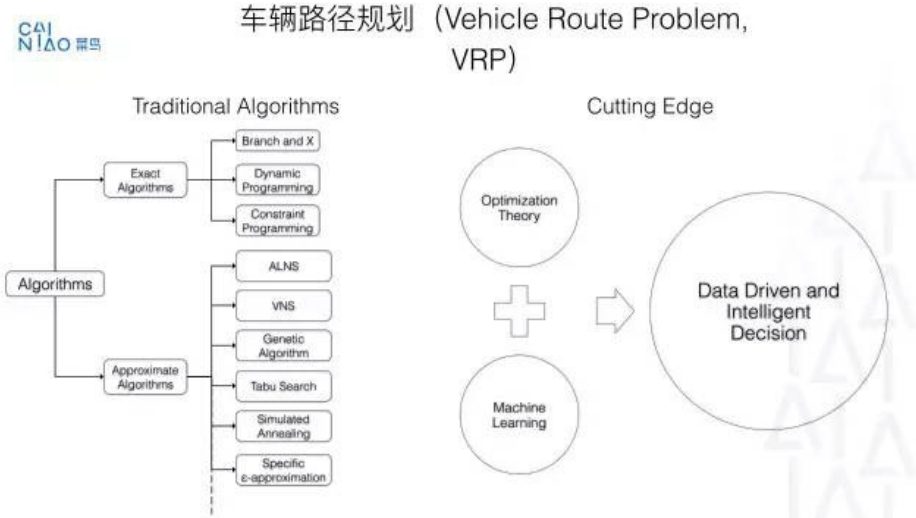 CAI
NIAO 菜鸟
车辆路径规划（Vehicle Route Problem,
VRP）
Traditional Algorithms
Algorithms
Exact
Algorithms
Branch and X
Dynamic
Programming
Constraint
Programming
Approximate
Algorithms
ALNS
VNS
Genetic
Algorithm
Tabu Search
Simulated
Annealing
Specific
ε-approximation
Cutting Edge
Optimization
Theory
Machine
Learning
Data Driven and
Intelligent
Decision